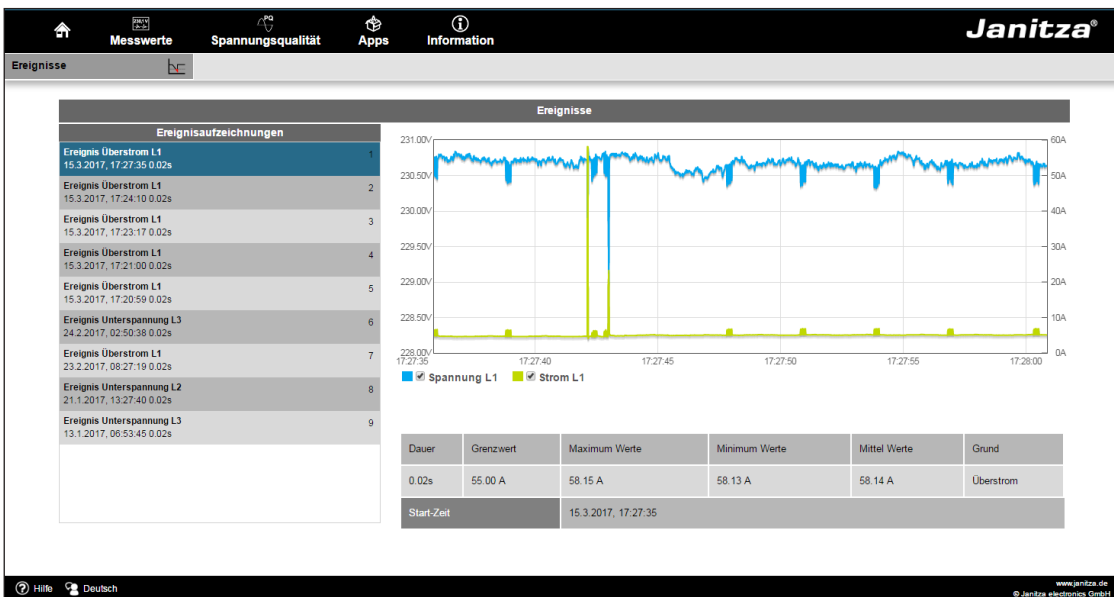 Messwerte Spannungsqualität Apps Information Janitza®
Ereignisse
Ereignisse
Ereignisaufzeichnungen
Ereignis Überstrom L1
15.3.2017, 17:27:35 0.02s 1
Ereignis Überstrom L1
15.3.2017, 17:24:10 0.02s 2
Ereignis Überstrom L1
15.3.2017, 17:23:17 0.02s 3
Ereignis Überstrom L1
15.3.2017, 17:21:00 0.02s 4
Ereignis Überstrom L1
15.3.2017, 17:20:59 0.02s 5
Ereignis Unterspannung L3
24.2.2017, 02:50:38 0.02s 6
Ereignis Überstrom L1
23.2.2017, 08:27:19 0.02s 7
Ereignis Unterspannung L2
21.1.2017, 13:27:40 0.02s 8
Ereignis Unterspannung L3
13.1.2017, 06:53:45 0.02s 9
231.00V 60A
230.50V 50A
230.00V 40A
229.50V 30A
229.00V 20A
228.50V 10A
228.00V 0A
17:27:35 17:27:40 17:27:45 17:27:50 17:27:55 17:28:00
Spannung L1 Strom L1
Dauer Grenzwert Maximum Werte Minimum Werte Mittel Werte Grund
0.02s 55.00 A 58.15 A 58.13 A 58.14 A Überstrom
Start-Zeit 15.3.2017, 17:27:35
Hilfe Deutsch
www.janitza.de
© Janitza electronics GmbH